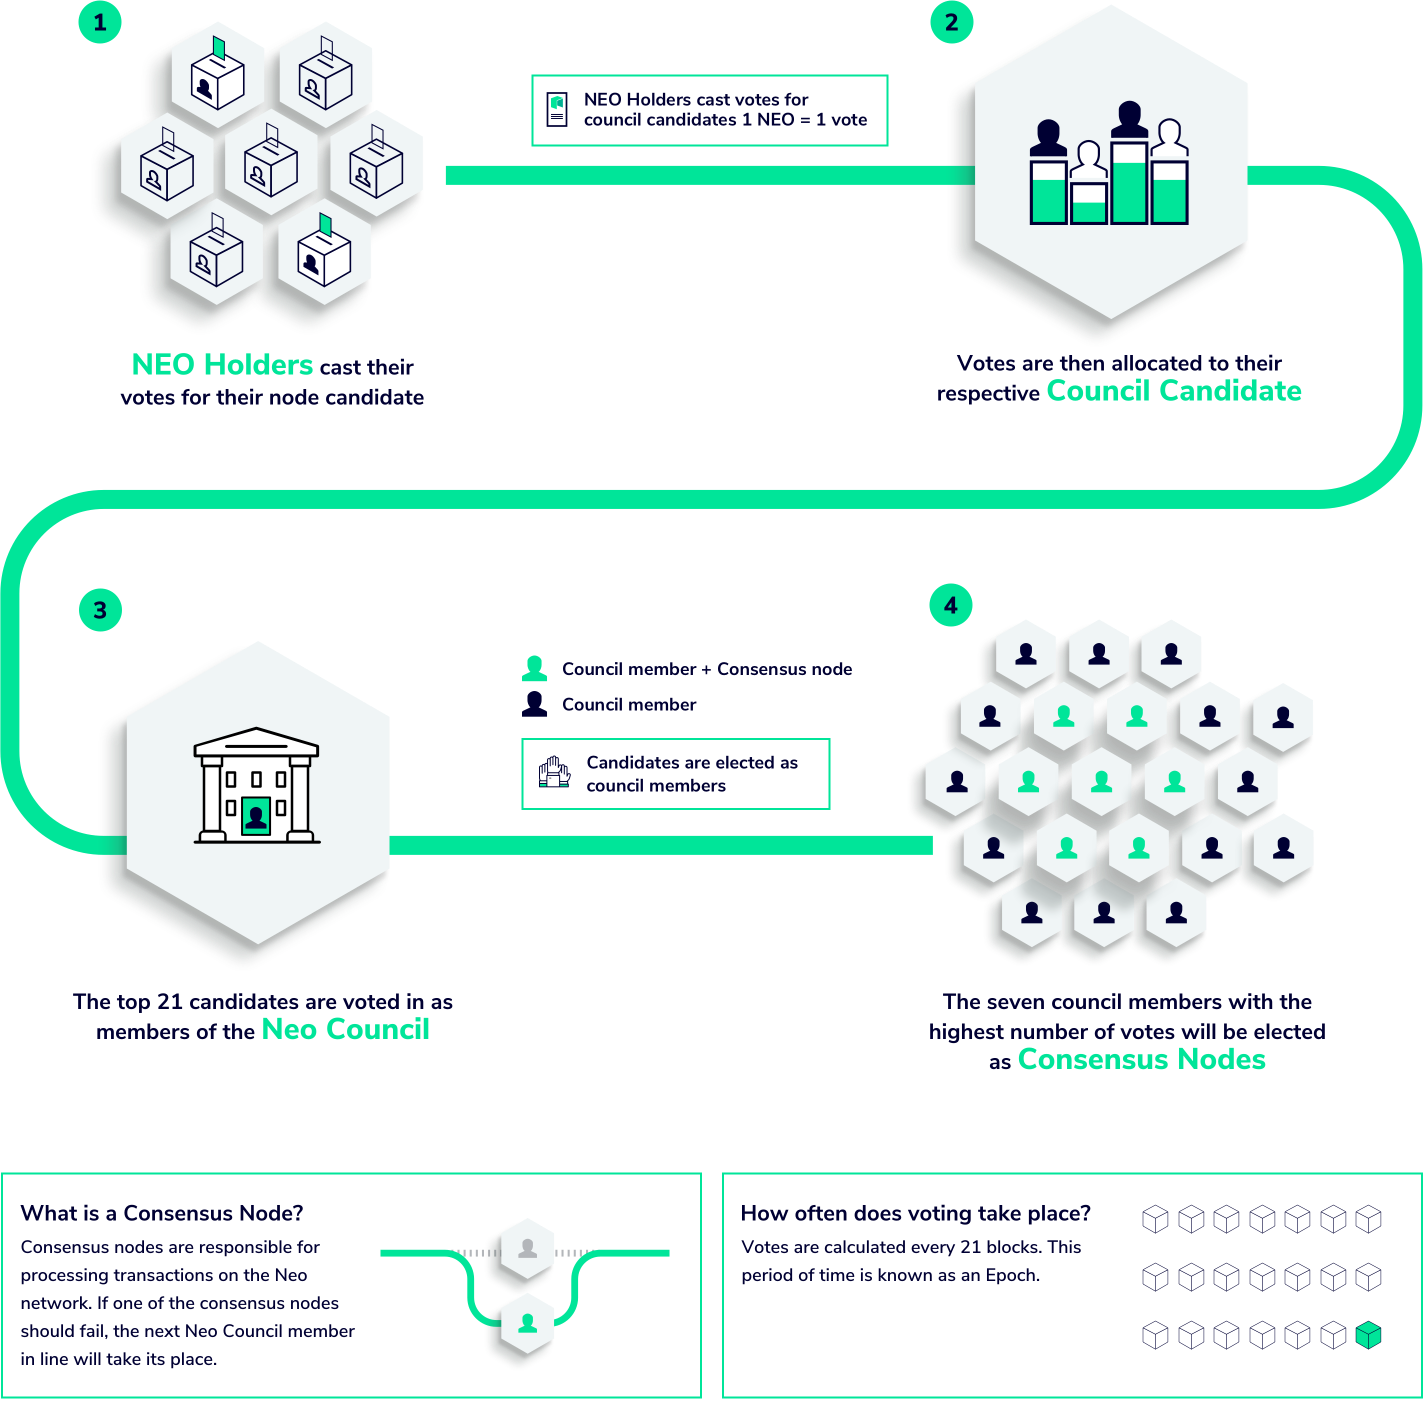 1
NEO Holders cast votes for
council candidates 1 NEO = 1 vote
NEO Holders cast their
votes for their node candidate
2
Votes are then allocated to their
respective Council Candidate
3
The top 21 candidates are voted in as
members of the Neo Council
Council member + Consensus node
Council member
Candidates are elected as
council members
4
The seven council members with the
highest number of votes will be elected
as Consensus Nodes
What is a Consensus Node?
Consensus nodes are responsible for
processing transactions on the Neo
network. If one of the consensus nodes
should fail, the next Neo Council member
in line will take its place.
How often does voting take place?
Votes are calculated every 21 blocks. This
period of time is known as an Epoch.